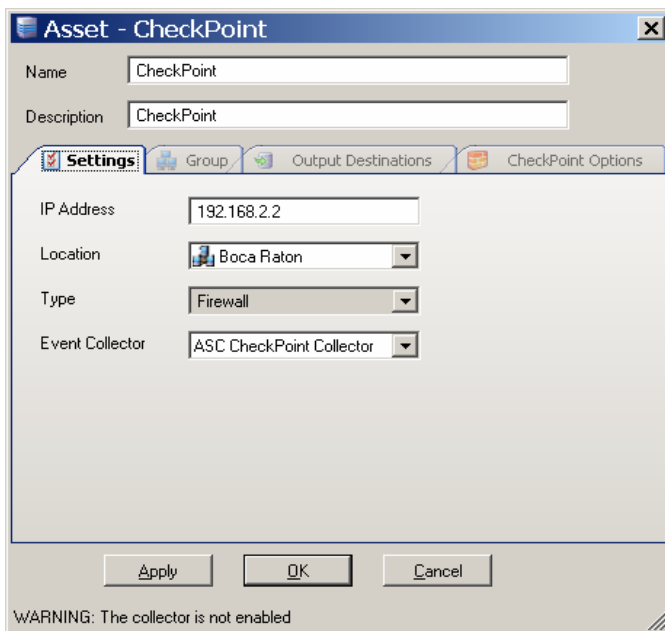 Asset - CheckPoint
Name CheckPoint
Description CheckPoint
Settings Group Output Destinations CheckPoint Options
IP Address 192.168.2.2
Location Boca Raton
Type Firewall
Event Collector ASC CheckPoint Collector
Apply OK Cancel
WARNING: The collector is not enabled